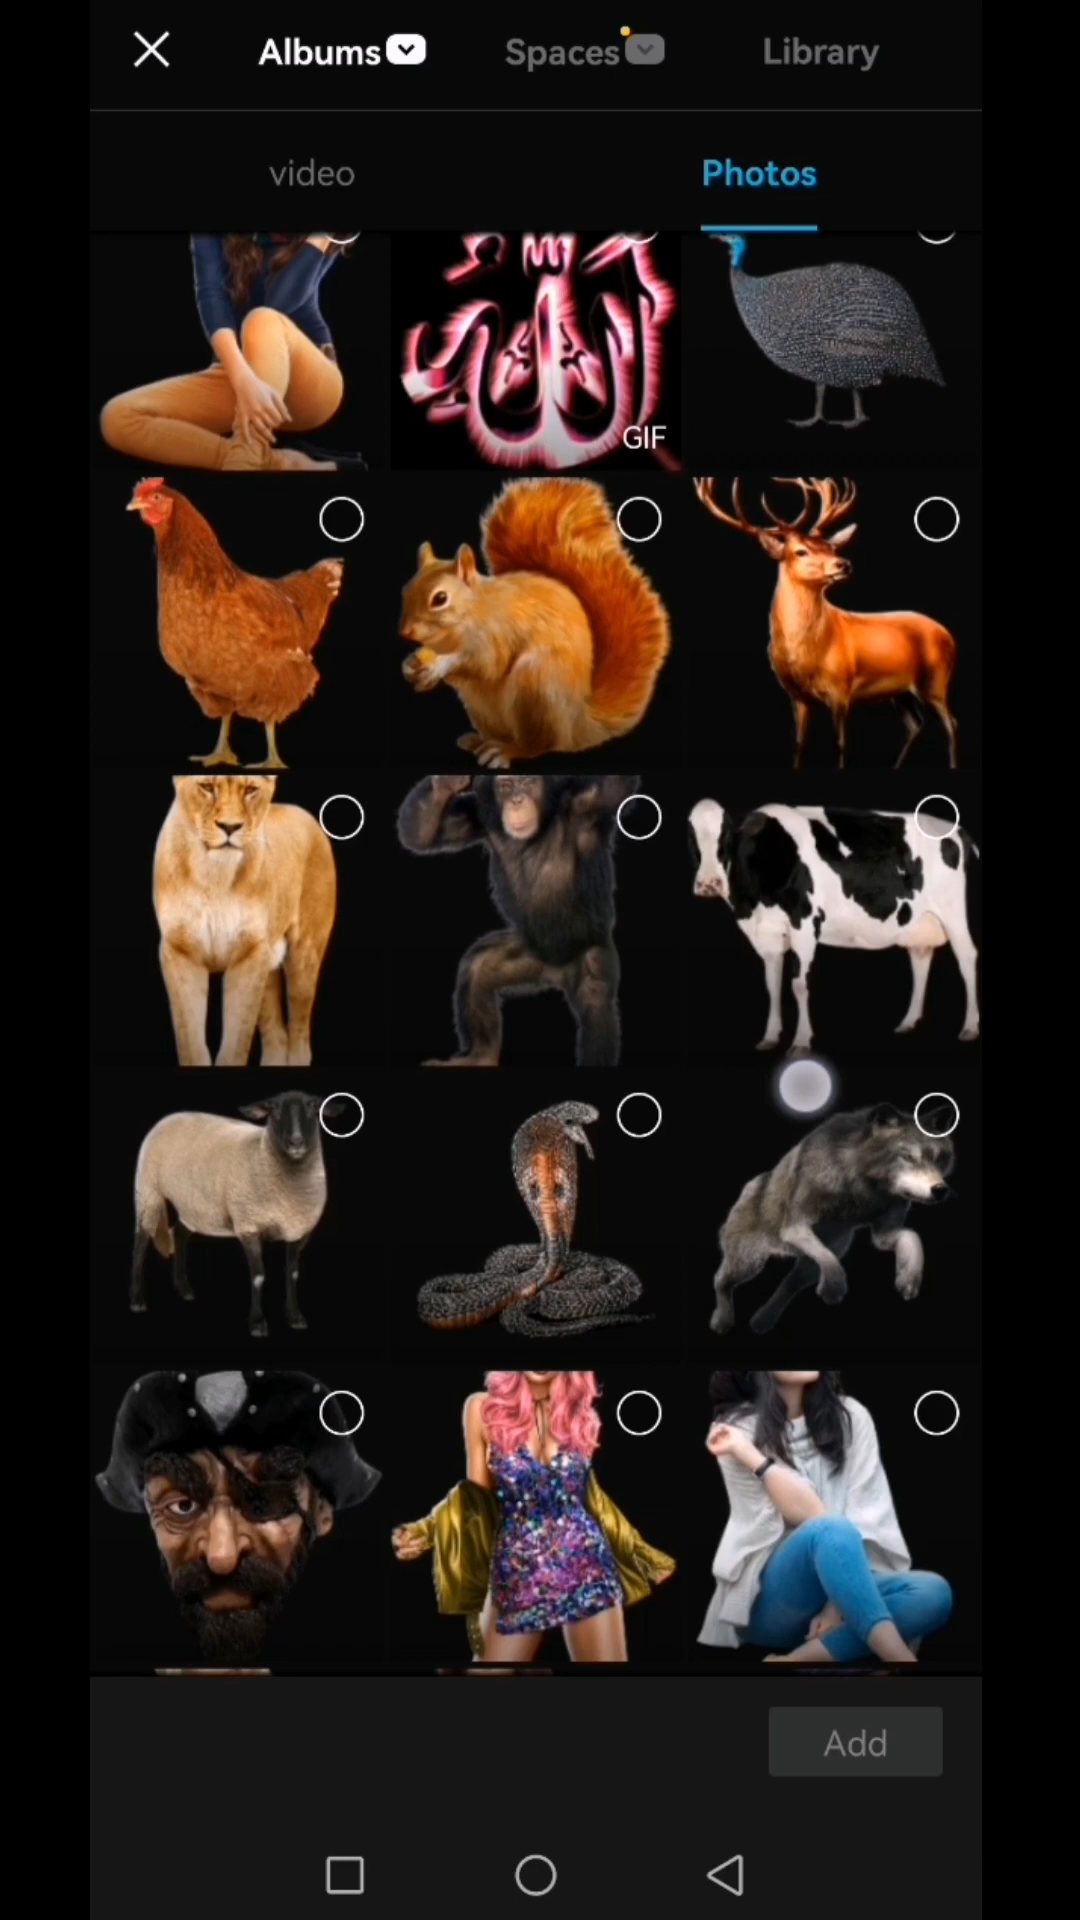 Albums Spaces Library
video Photos
الله
GIF
Add